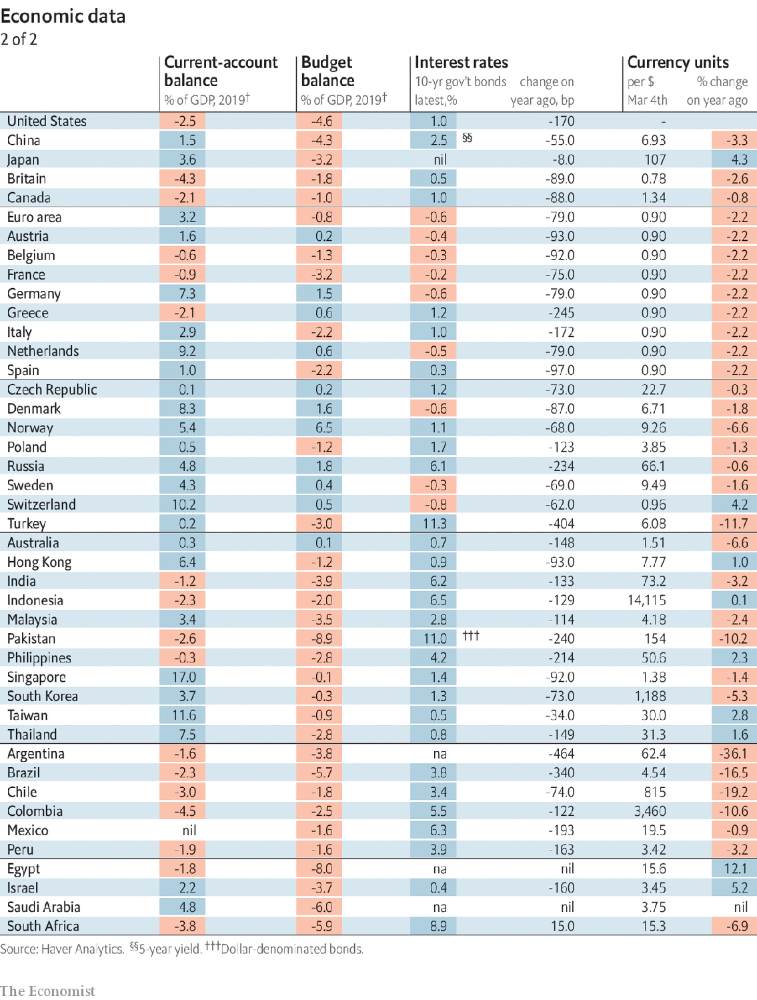 Economic data
2 of 2
Current-account balance Budget balance Interest rates Currency units
% of GDP, 2019† % of GDP, 2019† 10-yr gov't bonds latest,% change on year ago, bp per $ Mar 4th % change on year ago
United States -2.5 -4.6 1.0 -170 -
China 1.5 -4.3 2.5 §§ -55.0 6.93 -3.3
Japan 3.6 -3.2 nil -8.0 107 4.3
Britain -4.3 -1.8 0.5 -89.0 0.78 -2.6
Canada -2.1 -1.0 1.0 -88.0 1.34 -0.8
Euro area 3.2 -0.8 -0.6 -79.0 0.90 -2.2
Austria 1.6 0.2 -0.4 -93.0 0.90 -2.2
Belgium -0.6 -1.3 -0.3 -92.0 0.90 -2.2
France -0.9 -3.2 -0.2 -75.0 0.90 -2.2
Germany 7.3 1.5 -0.6 -79.0 0.90 -2.2
Greece -2.1 0.6 1.2 -245 0.90 -2.2
Italy 2.9 -2.2 1.0 -172 0.90 -2.2
Netherlands 9.2 0.6 -0.5 -79.0 0.90 -2.2
Spain 1.0 -2.2 0.3 -97.0 0.90 -2.2
Czech Republic 0.1 0.2 1.2 -73.0 22.7 -0.3
Denmark 8.3 1.6 -0.6 -87.0 6.71 -1.8
Norway 5.4 6.5 1.1 -68.0 9.26 -6.6
Poland 0.5 -1.2 1.7 -123 3.85 -1.3
Russia 4.8 1.8 6.1 -234 66.1 -0.6
Sweden 4.3 0.4 -0.3 -69.0 9.49 -1.6
Switzerland 10.2 0.5 -0.8 -62.0 0.96 4.2
Turkey 0.2 -3.0 11.3 -404 6.08 -11.7
Australia 0.3 0.1 0.7 -148 1.51 -6.6
Hong Kong 6.4 -1.2 0.9 -93.0 7.77 1.0
India -1.2 -3.9 6.2 -133 73.2 -3.2
Indonesia -2.3 -2.0 6.5 -129 14,115 0.1
Malaysia 3.4 -3.5 2.8 -114 4.18 -2.4
Pakistan -2.6 -8.9 11.0 ††† -240 154 -10.2
Philippines -0.3 -2.8 4.2 -214 50.6 2.3
Singapore 17.0 -0.1 1.4 -92.0 1.38 -1.4
South Korea 3.7 -0.3 1.3 -73.0 1,188 -5.3
Taiwan 11.6 -0.9 0.5 -34.0 30.0 2.8
Thailand 7.5 -2.8 0.8 -149 31.3 1.6
Argentina -1.6 -3.8 na -464 62.4 -36.1
Brazil -2.3 -5.7 3.8 -340 4.54 -16.5
Chile -3.0 -1.8 3.4 -74.0 815 -19.2
Colombia -4.5 -2.5 5.5 -122 3,460 -10.6
Mexico nil -1.6 6.3 -193 19.5 -0.9
Peru -1.9 -1.6 3.9 -163 3.42 -3.2
Egypt -1.8 -8.0 na nil 15.6 12.1
Israel 2.2 -3.7 0.4 -160 3.45 5.2
Saudi Arabia 4.8 -6.0 na nil 3.75 nil
South Africa -3.8 -5.9 8.9 15.0 15.3 -6.9
Source: Haver Analytics. §§5-year yield. †††Dollar-denominated bonds.
The Economist